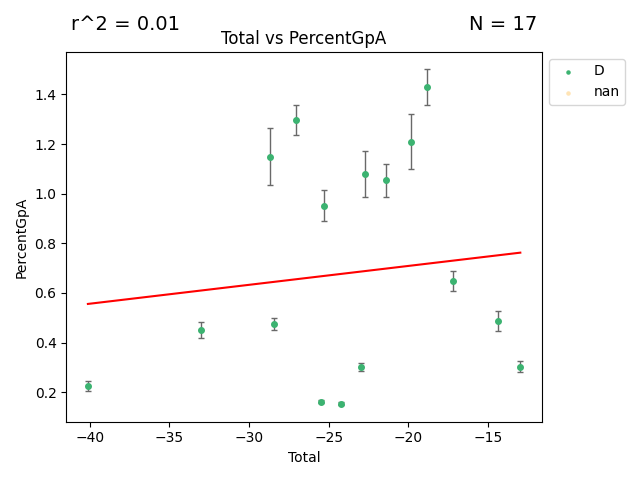 r^2 = 0.01
N = 17
Total vs PercentGpA
D
nan
PercentGpA
1.4
1.2
1.0
0.8
0.6
0.4
0.2
−40
−35
−30
−25
−20
−15
Total